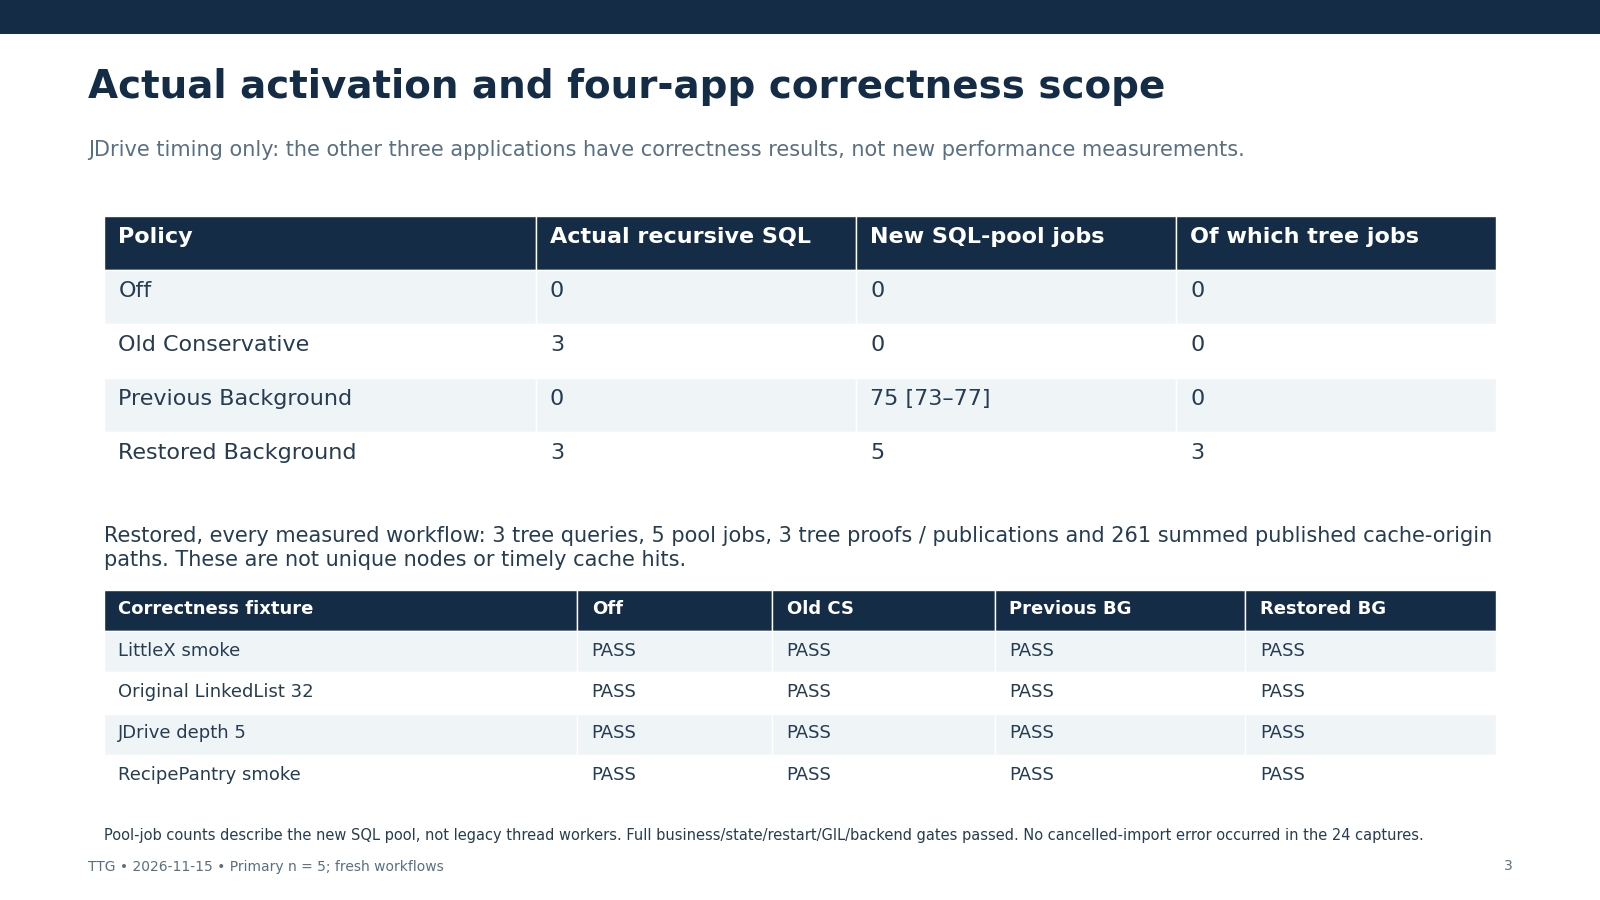 Actual activation and four-app correctness scope
JDrive timing only: the other three applications have correctness results, not new performance measurements.
Policy Actual recursive SQL New SQL-pool jobs Of which tree jobs
Off 0 0 0
Old Conservative 3 0 0
Previous Background 0 75 [73–77] 0
Restored Background 3 5 3
Restored, every measured workflow: 3 tree queries, 5 pool jobs, 3 tree proofs / publications and 261 summed published cache-origin
paths. These are not unique nodes or timely cache hits.
Correctness fixture Off Old CS Previous BG Restored BG
LittleX smoke PASS PASS PASS PASS
Original LinkedList 32 PASS PASS PASS PASS
JDrive depth 5 PASS PASS PASS PASS
RecipePantry smoke PASS PASS PASS PASS
Pool-job counts describe the new SQL pool, not legacy thread workers. Full business/state/restart/GIL/backend gates passed. No cancelled-import error occurred in the 24 captures.
TTG • 2026-11-15 • Primary n = 5; fresh workflows 3